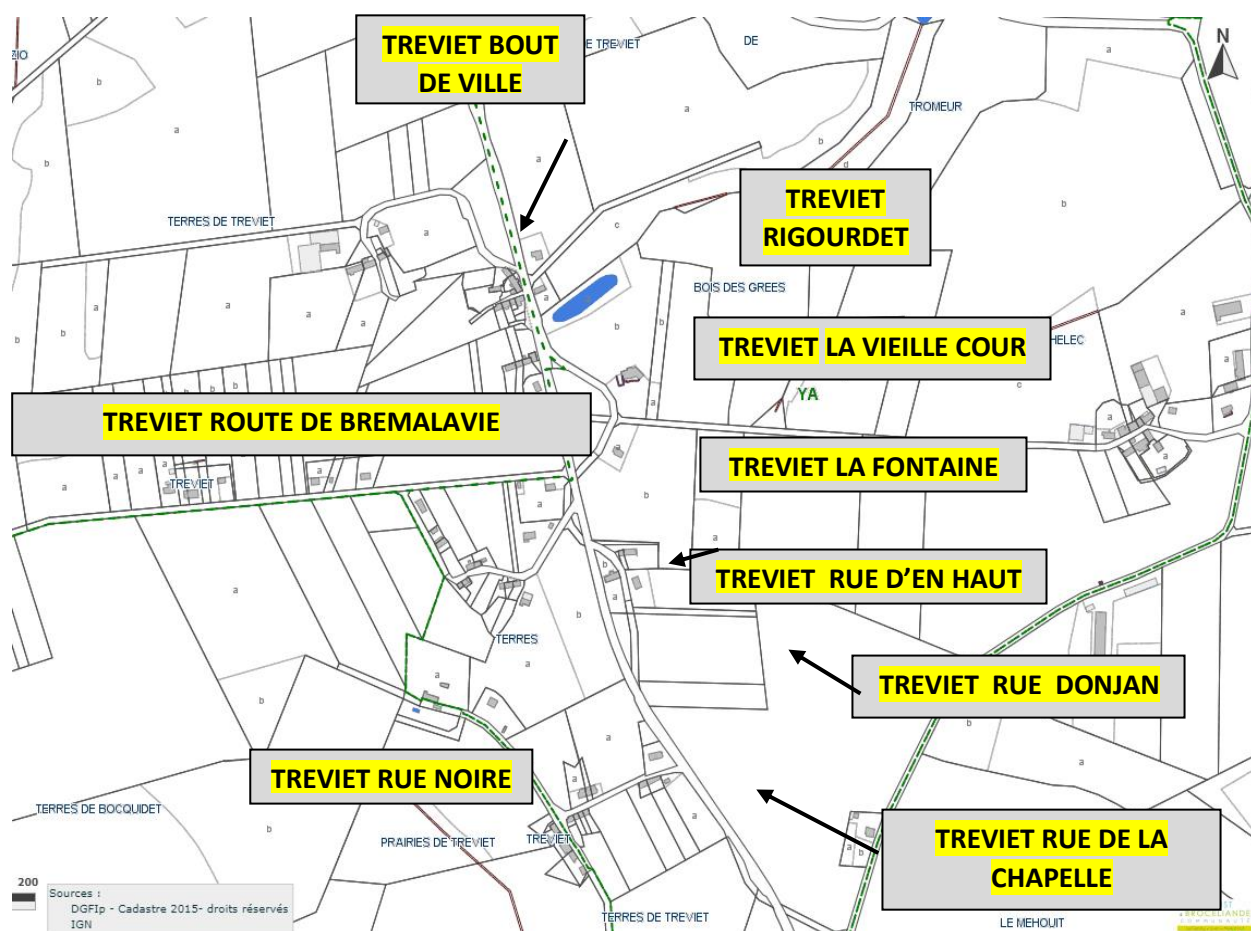 TREVIET BOUT
DE VILLE
E TREVIET
DE
N
ZIO
a
b
TROMEUR
TREVIET
RIGOURDET
TERRES DE TREVIET
BOIS DES GREES
TREVIET LA VIEILLE COUR
HELEC
YA
TREVIET ROUTE DE BREMALAVIE
TREVIET LA FONTAINE
TREVIET
TREVIET RUE D'EN HAUT
TERRES
TREVIET RUE DONJAN
TREVIET RUE NOIRE
TERRES DE BOCQUIDET
PRAIRIES DE TREVIET
TREVIET
TREVIET RUE DE LA
CHAPELLE
200
Sources :
DGFIp - Cadastre 2015- droits réservés
IGN
TERRES DE TREVIET
LE MEHOUIT
BROCELIANDE